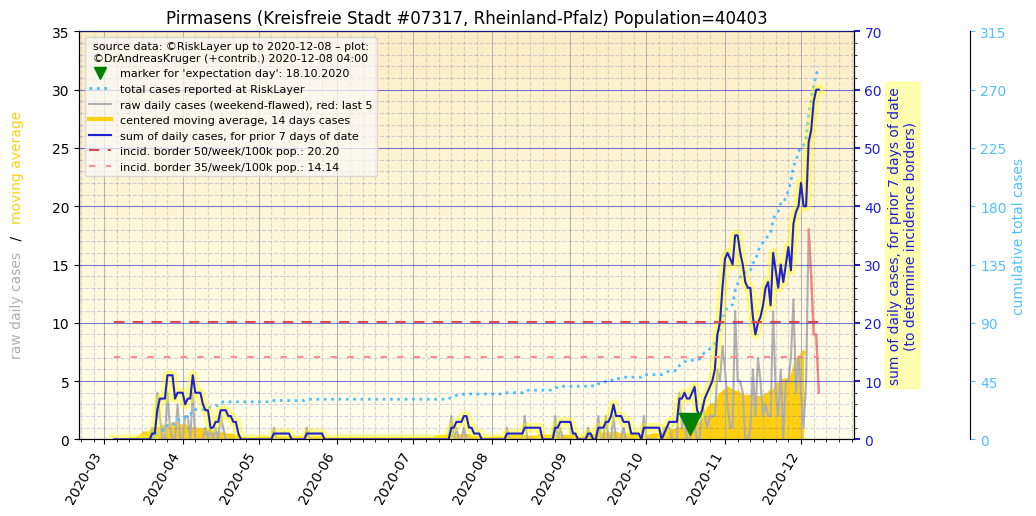 Pirmasens (Kreisfreie Stadt #07317, Rheinland-Pfalz) Population=40403
source data: ©RiskLayer up to 2020-12-08 – plot:
©DrAndreasKruger (+contrib.) 2020-12-08 04:00
marker for 'expectation day': 18.10.2020
total cases reported at RiskLayer
raw daily cases (weekend-flawed), red: last 5
centered moving average, 14 days cases
sum of daily cases, for prior 7 days of date
incid. border 50/week/100k pop.: 20.20
incid. border 35/week/100k pop.: 14.14
raw daily cases / moving average
35
30
25
20
15
10
5
0
2020-03
2020-04
2020-05
2020-06
2020-07
2020-08
2020-09
2020-10
2020-11
2020-12
70
60
50
40
30
20
10
0
sum of daily cases, for prior 7 days of date
(to determine incidence borders)
315
270
225
180
135
90
45
0
cumulative total cases